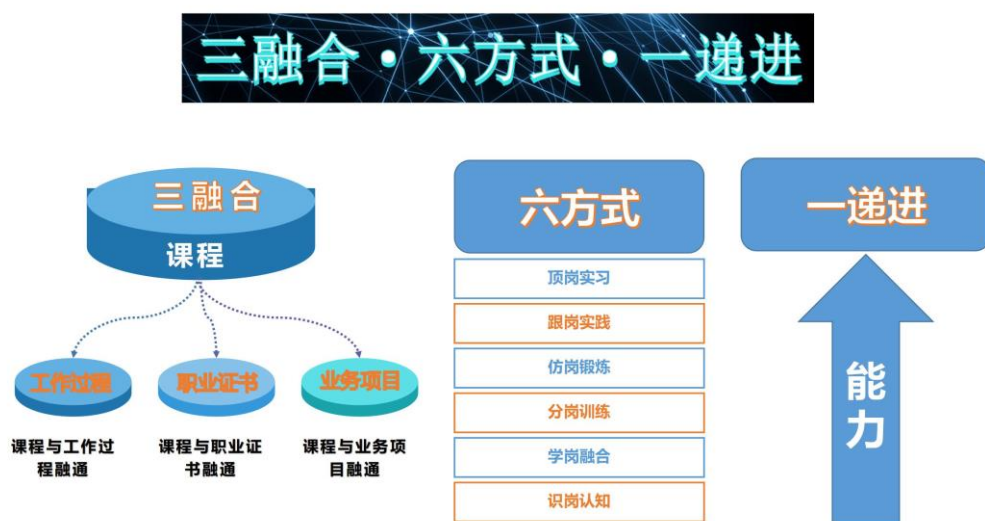 三融合·六方式·一递进
三融合
课程
工作过程
职业证书
业务项目
课程与工作过
程融通
课程与职业证
书融通
课程与业务项
目融通
六方式
顶岗实习
跟岗实践
仿岗锻炼
分岗训练
学岗融合
识岗认知
一递进
能
力